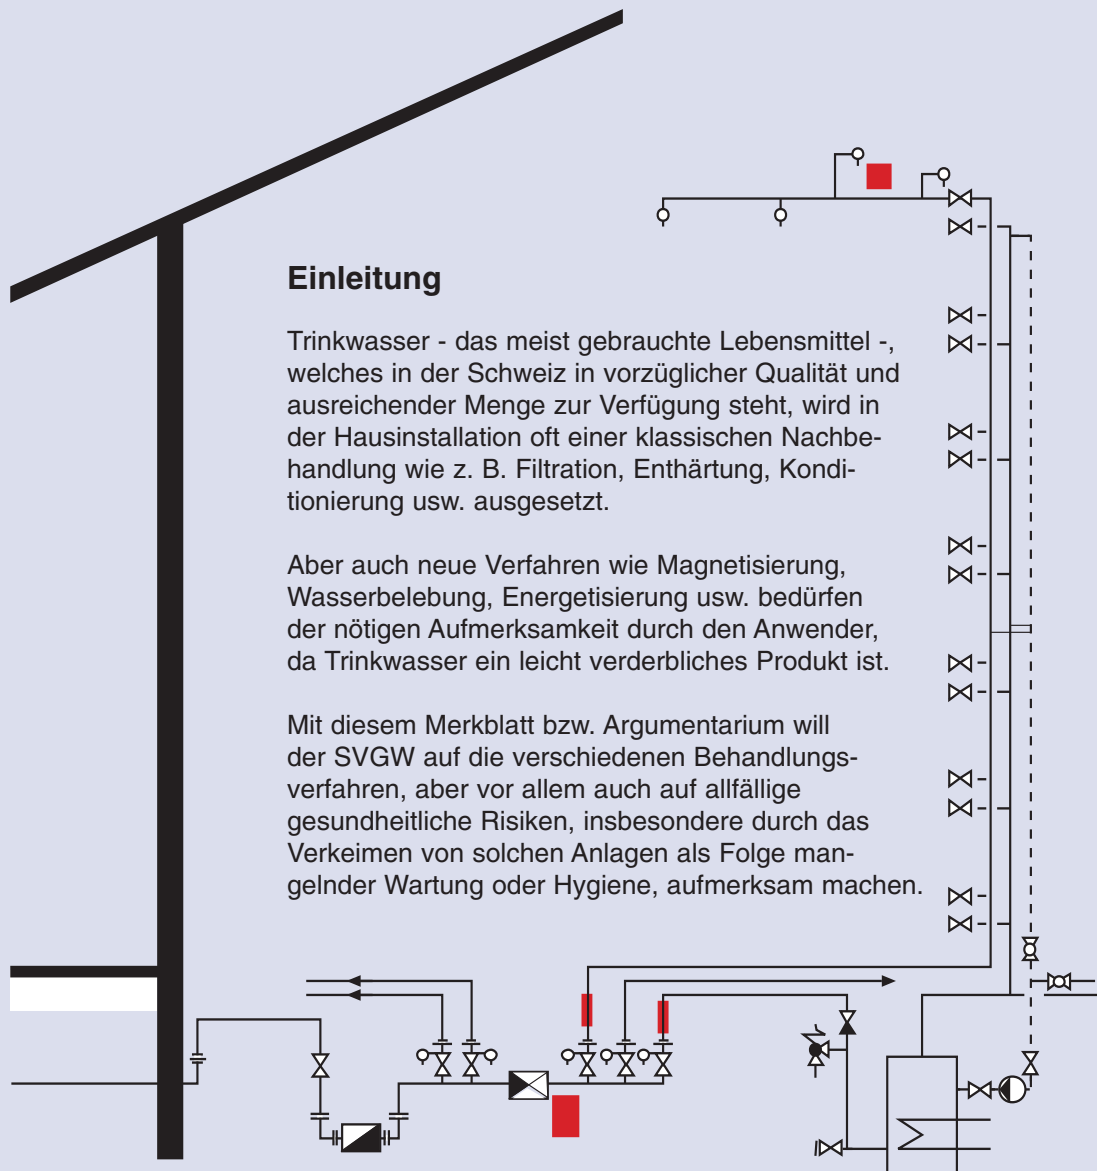 Einleitung
Trinkwasser - das meist gebrauchte Lebensmittel -,
welches in der Schweiz in vorzüglicher Qualität und
ausreichender Menge zur Verfügung steht, wird in
der Hausinstallation oft einer klassischen Nachbe-
handlung wie z. B. Filtration, Enthärtung, Kondi-
tionierung usw. ausgesetzt.
Aber auch neue Verfahren wie Magnetisierung,
Wasserbelebung, Energetisierung usw. bedürfen
der nötigen Aufmerksamkeit durch den Anwender,
da Trinkwasser ein leicht verderbliches Produkt ist.
Mit diesem Merkblatt bzw. Argumentarium will
der SVGW auf die verschiedenen Behandlungs-
verfahren, aber vor allem auch auf allfällige
gesundheitliche Risiken, insbesondere durch das
Verkeimen von solchen Anlagen als Folge man-
gelnder Wartung oder Hygiene, aufmerksam machen.